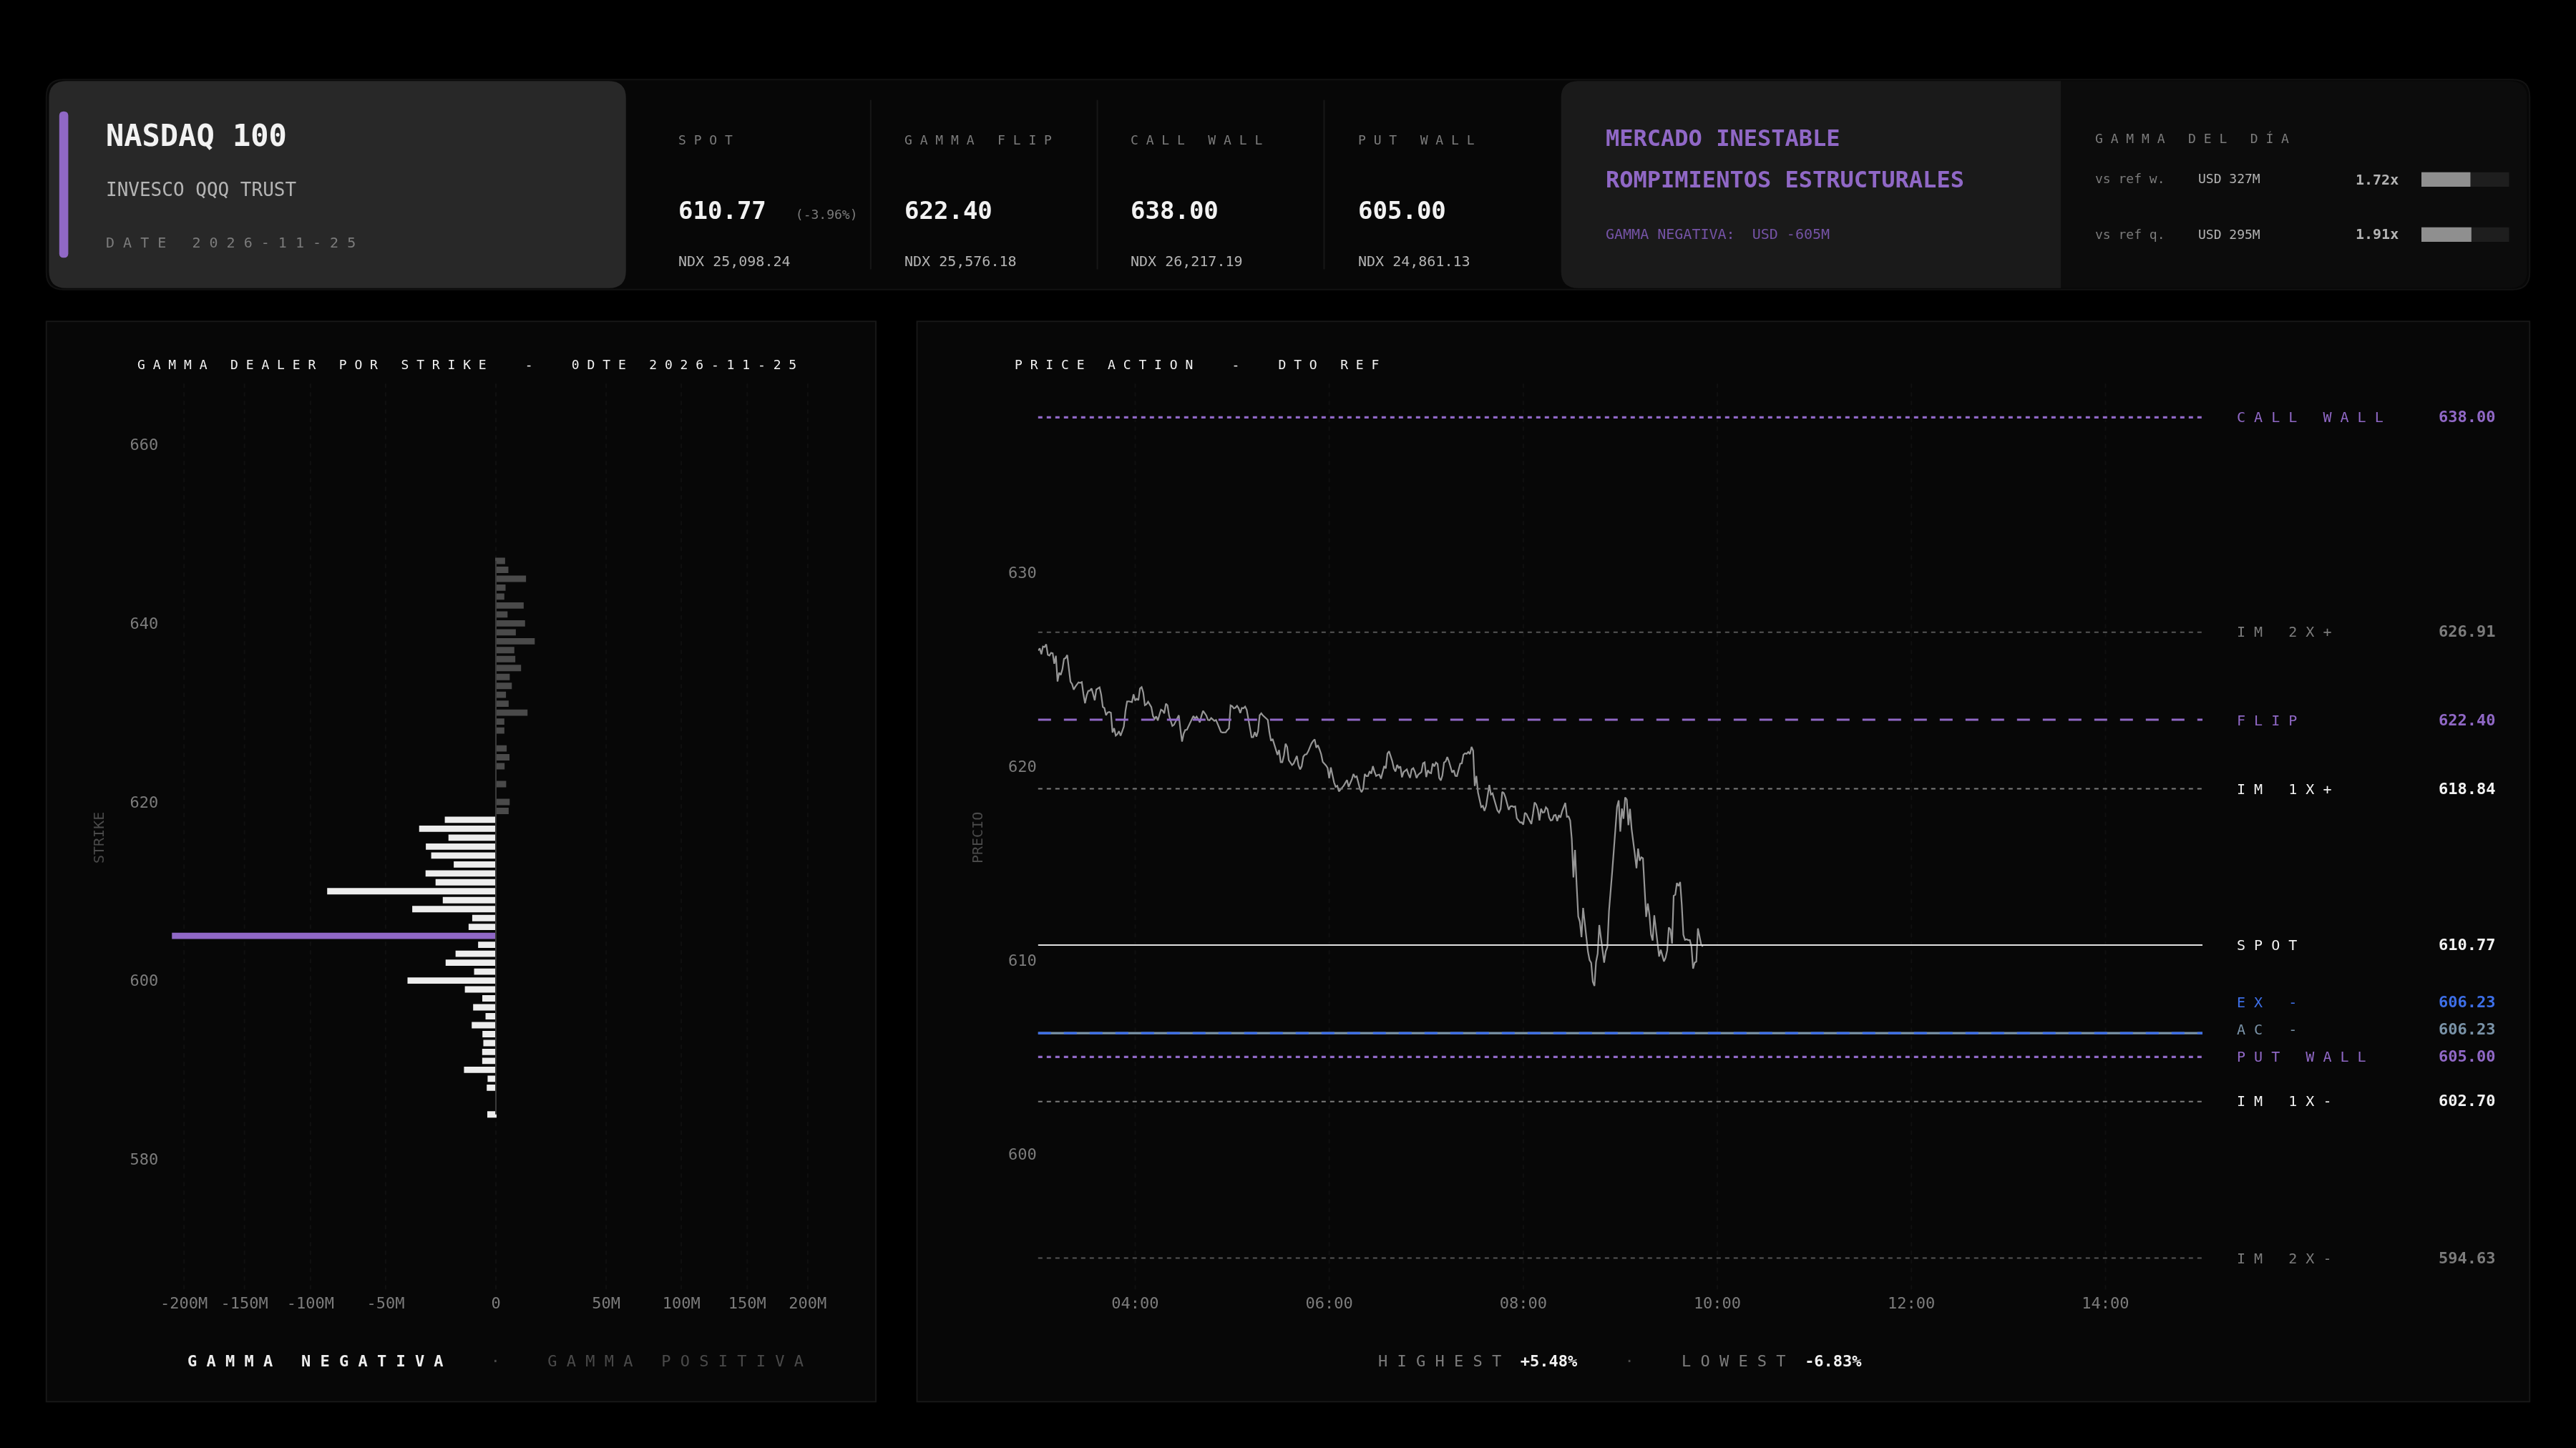 NASDAQ 100
INVESCO QQQ TRUST
DATE 2026-11-25
SPOT
610.77 (-3.96%)
NDX 25,098.24
GAMMA FLIP
622.40
NDX 25,576.18
CALL WALL
638.00
NDX 26,217.19
PUT WALL
605.00
NDX 24,861.13
MERCADO INESTABLE
ROMPIMIENTOS ESTRUCTURALES
GAMMA NEGATIVA: USD -605M
GAMMA DEL DÍA
vs ref w. USD 327M 1.72x
vs ref q. USD 295M 1.91x
GAMMA DEALER POR STRIKE - 0DTE 2026-11-25
660
640
620
600
580
STRIKE
-200M -150M -100M -50M 0 50M 100M 150M 200M
GAMMA NEGATIVA · GAMMA POSITIVA
PRICE ACTION - DTO REF
630
620
610
600
PRECIO
CALL WALL 638.00
IM 2X+ 626.91
FLIP 622.40
IM 1X+ 618.84
SPOT 610.77
EX - 606.23
AC - 606.23
PUT WALL 605.00
IM 1X- 602.70
IM 2X- 594.63
04:00 06:00 08:00 10:00 12:00 14:00
HIGHEST +5.48% · LOWEST -6.83%